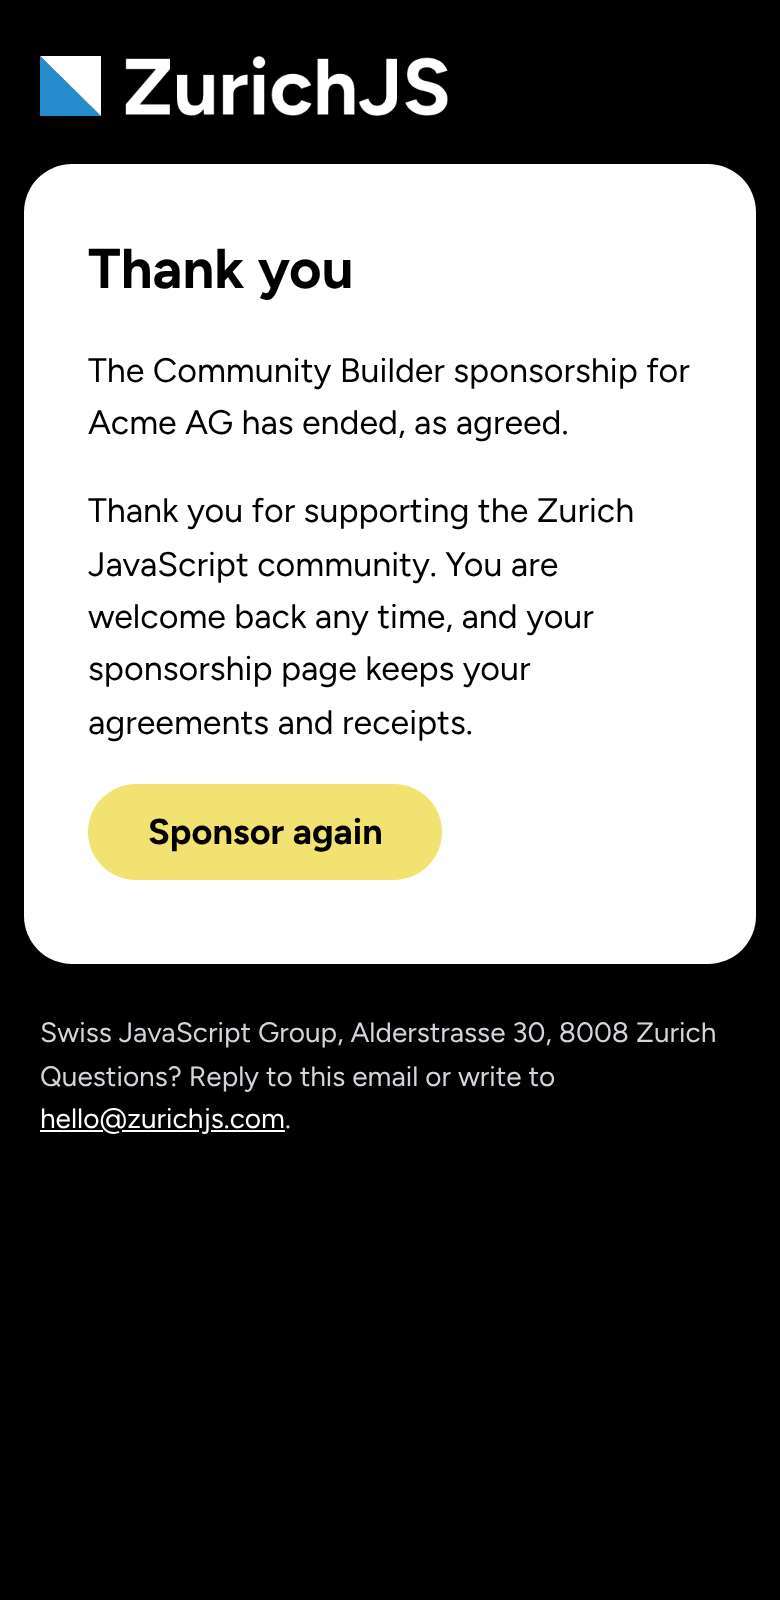 ZurichJS
Thank you
The Community Builder sponsorship for
Acme AG has ended, as agreed.
Thank you for supporting the Zurich
JavaScript community. You are
welcome back any time, and your
sponsorship page keeps your
agreements and receipts.
Sponsor again
Swiss JavaScript Group, Alderstrasse 30, 8008 Zurich
Questions? Reply to this email or write to
hello@zurichjs.com.